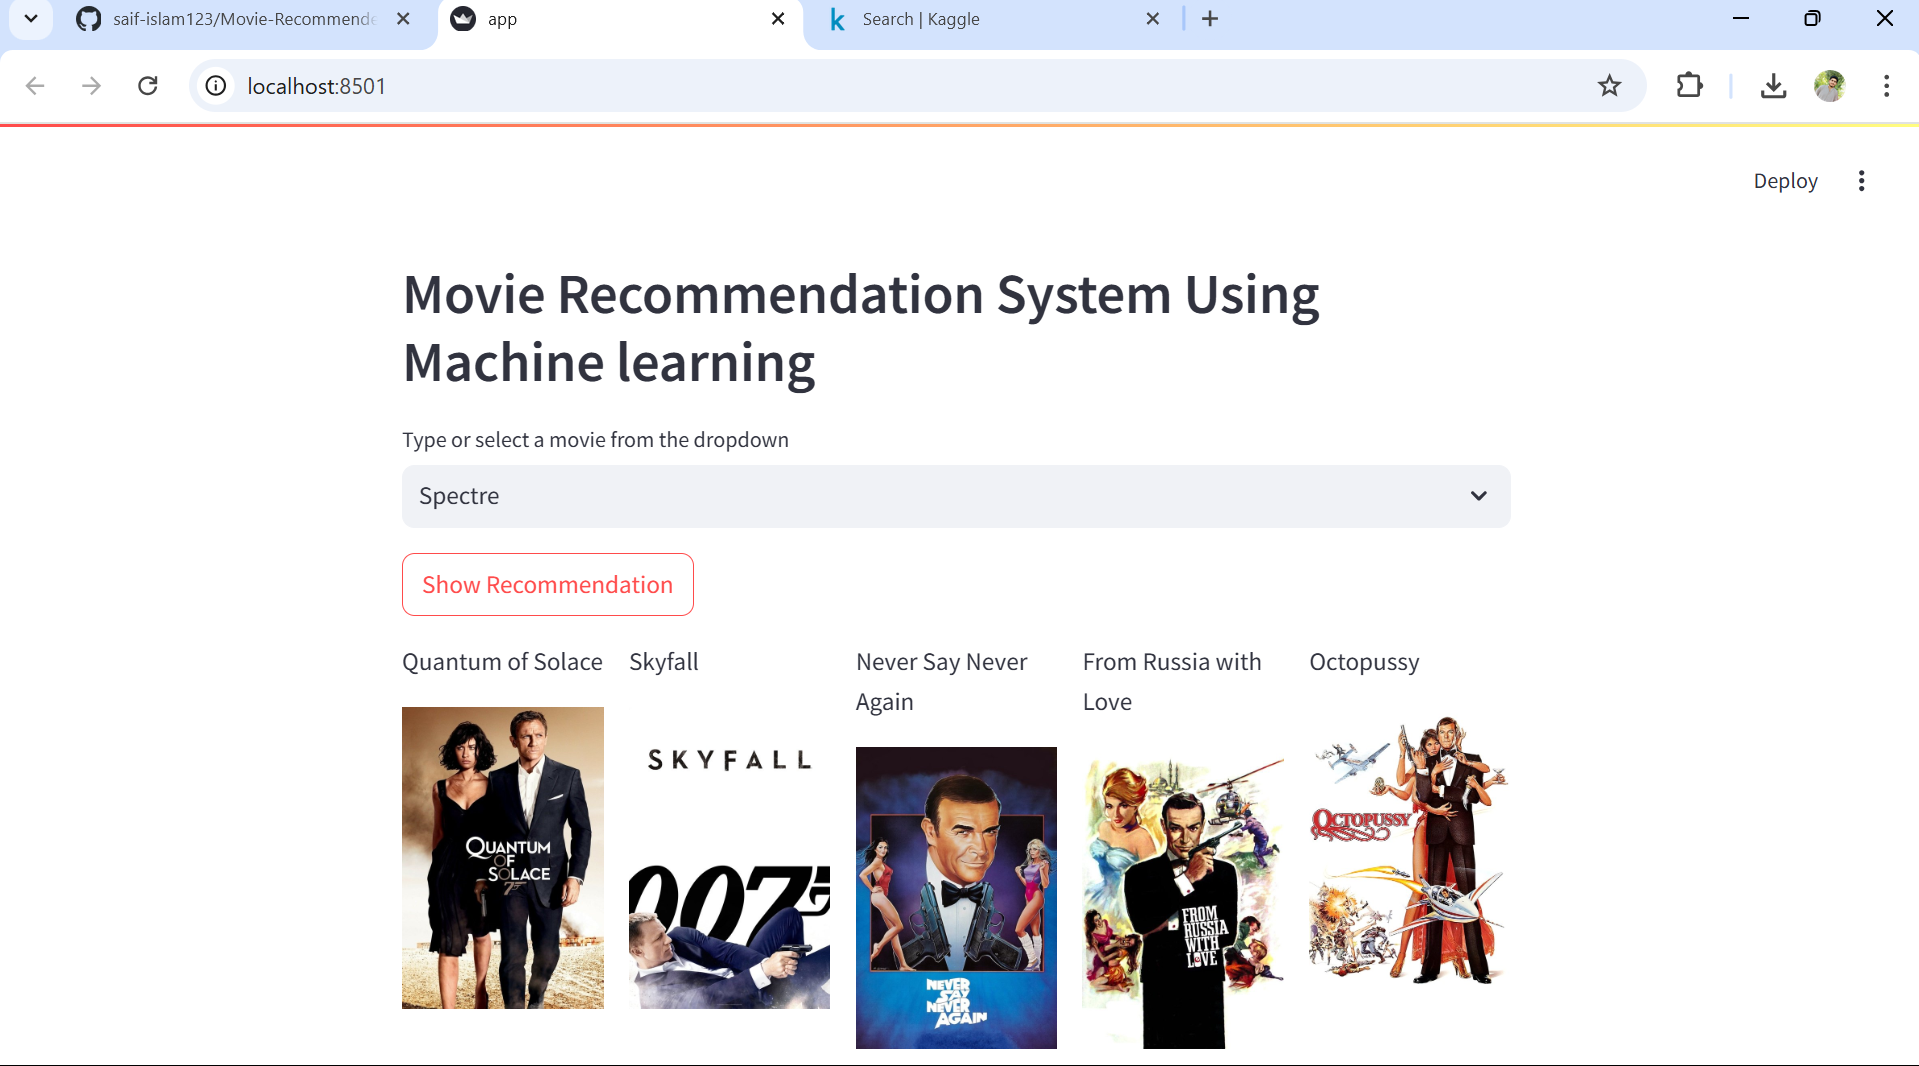 saif-islam123/Movie-Recommende
app
Search | Kaggle
localhost:8501
Deploy
Movie Recommendation System Using
Machine learning
Type or select a movie from the dropdown
Spectre
Show Recommendation
Quantum of Solace
Skyfall
Never Say Never
Again
From Russia with
Love
Octopussy
QUANTUM
OF
SOLACE
007
SKYFALL
007
NEVER
SAY
NEVER
AGAIN
FROM
RUSSIA
WITH
LOVE
OCTOPUSSY